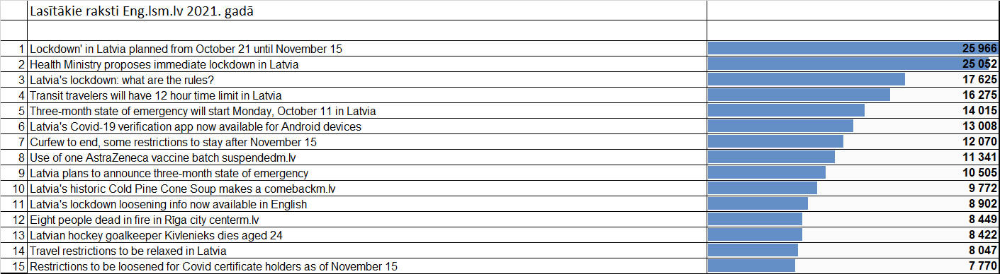 Lasītākie raksti Eng.lsm.lv 2021. gadā
1 Lockdown' in Latvia planned from October 21 until November 15 25 966
2 Health Ministry proposes immediate lockdown in Latvia 25 052
3 Latvia's lockdown: what are the rules? 17 625
4 Transit travelers will have 12 hour time limit in Latvia 16 275
5 Three-month state of emergency will start Monday, October 11 in Latvia 14 015
6 Latvia's Covid-19 verification app now available for Android devices 13 008
7 Curfew to end, some restrictions to stay after November 15 12 070
8 Use of one AstraZeneca vaccine batch suspendedm.lv 11 341
9 Latvia plans to announce three-month state of emergency 10 505
10 Latvia's historic Cold Pine Cone Soup makes a comebackm.lv 9 772
11 Latvia's lockdown loosening info now available in English 8 902
12 Eight people dead in fire in Rīga city centerm.lv 8 449
13 Latvian hockey goalkeeper Kivlenieks dies aged 24 8 422
14 Travel restrictions to be relaxed in Latvia 8 047
15 Restrictions to be loosened for Covid certificate holders as of November 15 7 770